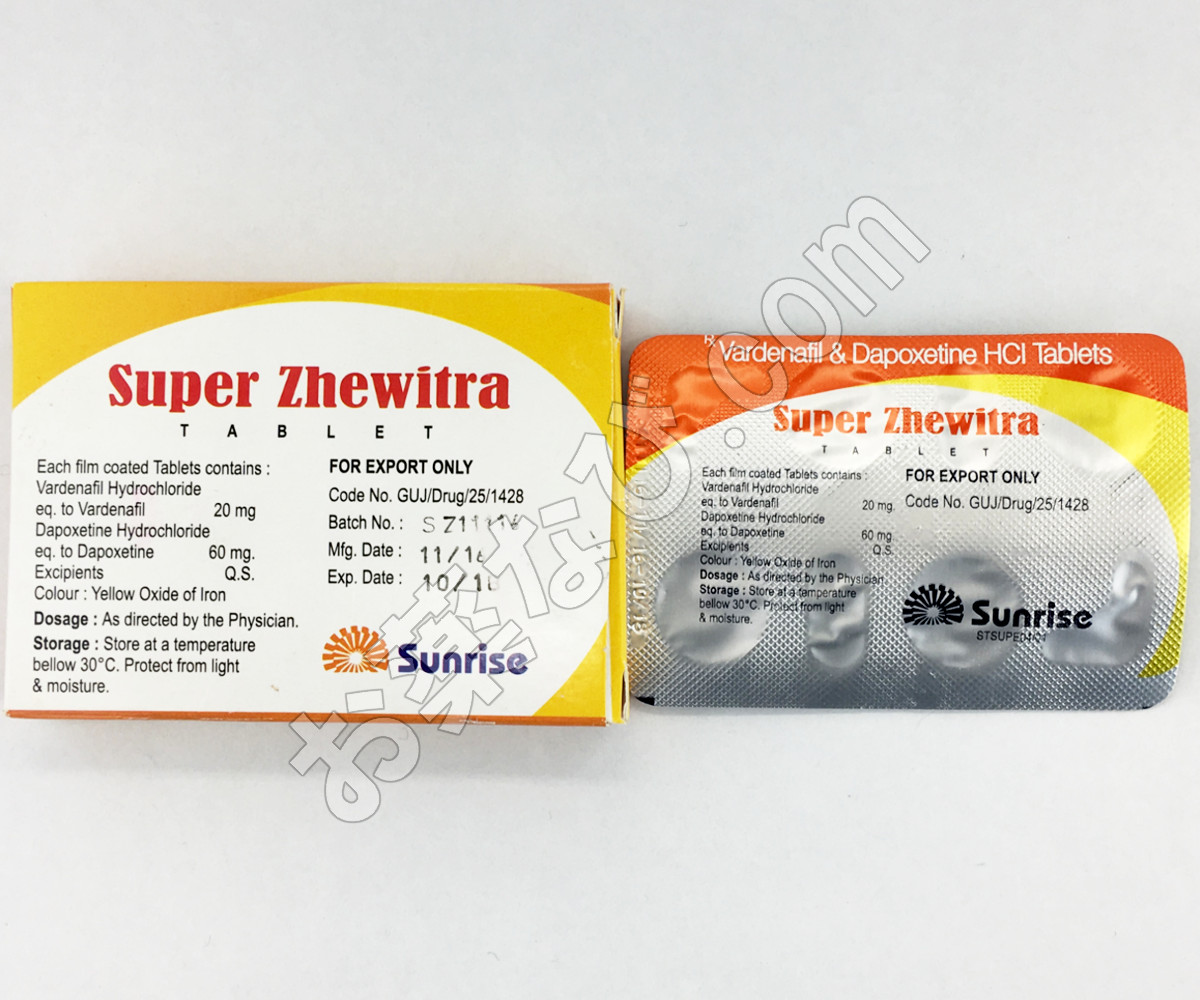 Super Zhewitra
TABLET
Each film coated Tablets contains :
Vardenafil Hydrochloride
eq. to Vardenafil 20 mg
Dapoxetine Hydrochloride
eq. to Dapoxetine 60 mg.
Excipients Q.S.
Colour : Yellow Oxide of Iron
Dosage : As directed by the Physician.
Storage : Store at a temperature
bellow 30°C. Protect from light
& moisture.
FOR EXPORT ONLY
Code No. GUJ/Drug/25/1428
Batch No. :
Mfg. Date :
Exp. Date :
Sunrise
Rx Vardenafil & Dapoxetine HCl Tablets
Super Zhewitra
TABLET
Each film coated Tablets contains :
Vardenafil Hydrochloride
eq. to Vardenafil 20 mg.
Dapoxetine Hydrochloride
eq. to Dapoxetine 60 mg.
Excipients Q.S.
Colour : Yellow Oxide of Iron
Dosage : As directed by the Physician.
Storage : Store at a temperature
bellow 30°C. Protect from light
& moisture.
FOR EXPORT ONLY
Code No. GUJ/Drug/25/1428
Sunrise
お薬なび.com